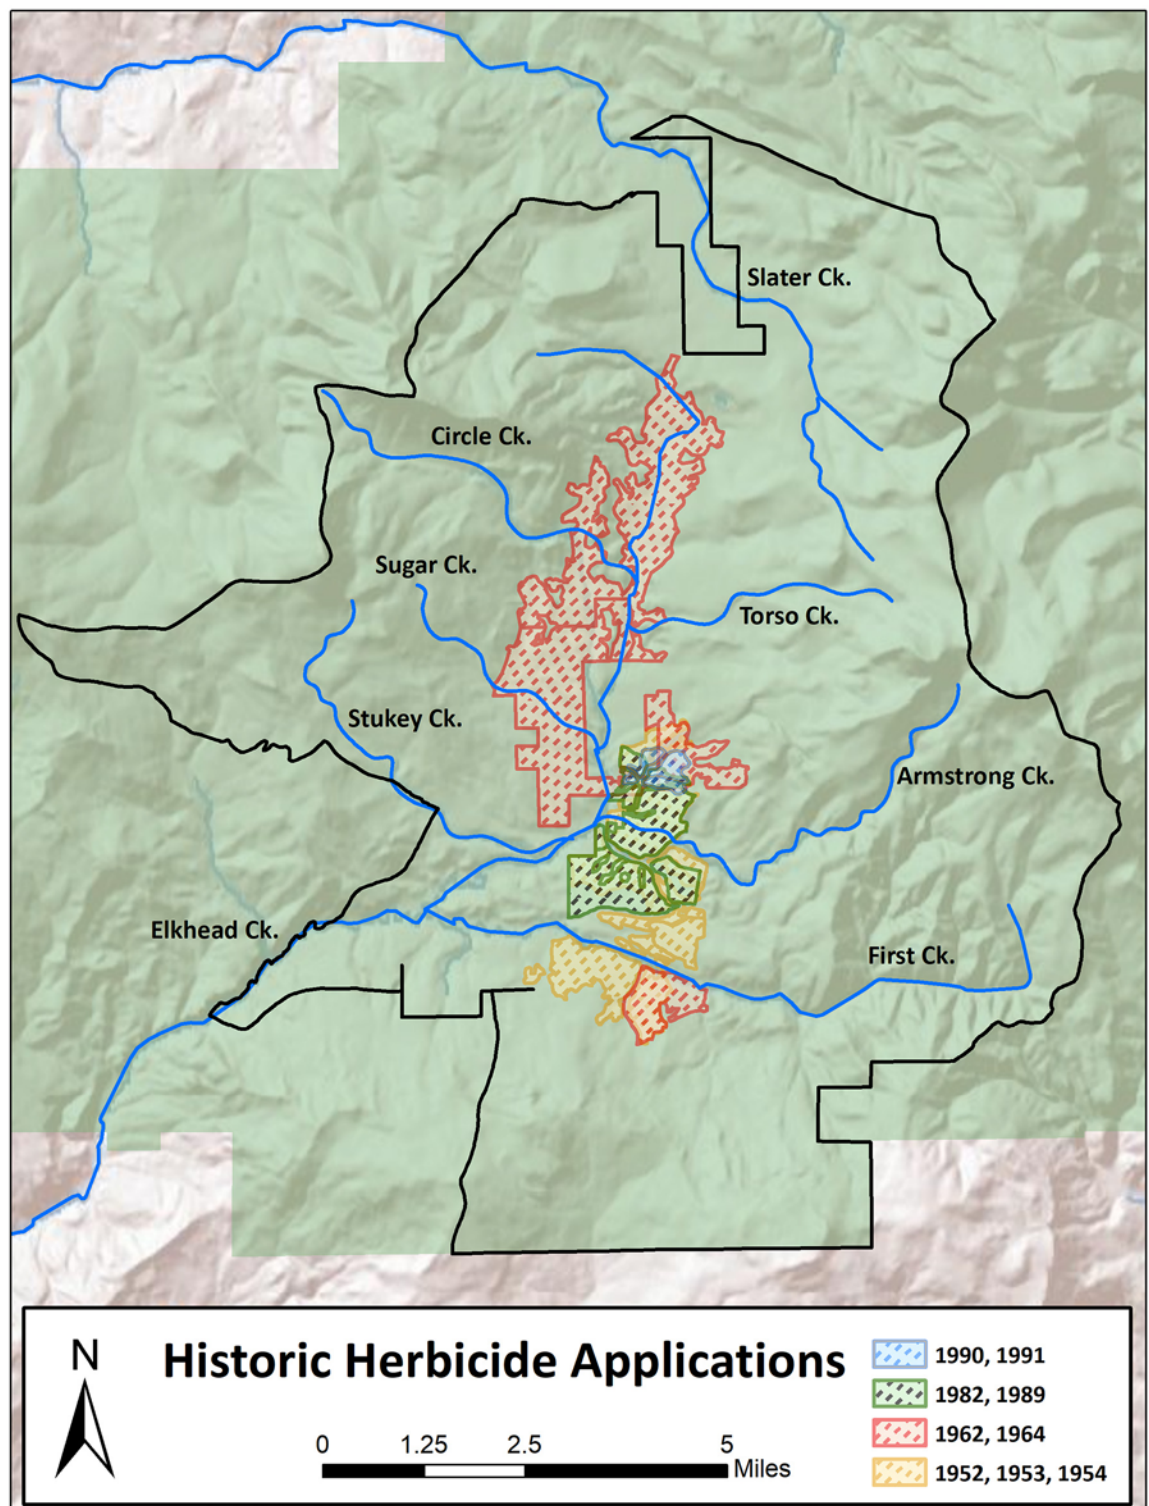 Slater Ck.
Circle Ck.
Sugar Ck.
Torso Ck.
Stukey Ck.
Armstrong Ck.
Elkhead Ck.
First Ck.
N
Historic Herbicide Applications
0 1.25 2.5 5
Miles
1990, 1991
1982, 1989
1962, 1964
1952, 1953, 1954